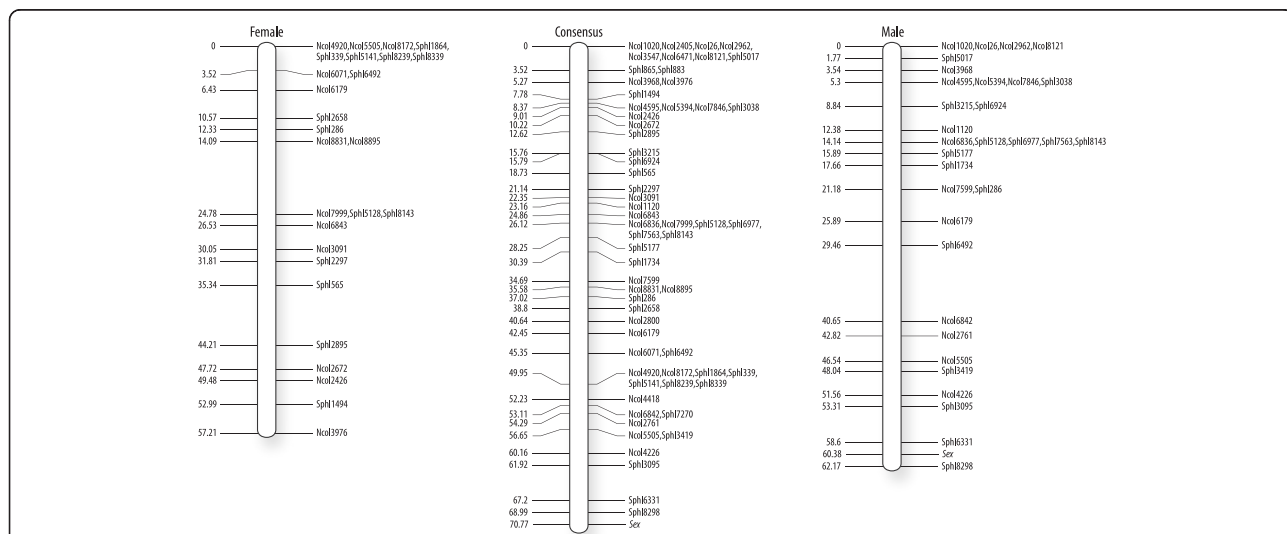 Female
0 NcoI4920,NcoI5505,NcoI8172,SphI1864,
SphI339,SphI5141,SphI8239,SphI8339
3.52 NcoI6071,SphI6492
6.43 NcoI6179
10.57 SphI2658
12.33 SphI286
14.09 NcoI8831,NcoI8895
24.78 NcoI7999,SphI5128,SphI8143
26.53 NcoI6843
30.05 NcoI3091
31.81 SphI2297
35.34 SphI565
44.21 SphI2895
47.72 NcoI2672
49.48 NcoI2426
52.99 SphI1494
57.21 NcoI3976
Consensus
0 NcoI1020,NcoI2405,NcoI26,NcoI2962,
NcoI3547,NcoI6471,NcoI8121,SphI5017
3.52 SphI865,SphI883
5.27 NcoI3968,NcoI3976
7.78 SphI1494
8.37 NcoI4595,NcoI5394,NcoI7846,SphI3038
9.01 NcoI2426
10.22 NcoI2672
12.62 SphI2895
15.76 SphI3215
15.79 SphI6924
18.73 SphI565
21.14 SphI2297
22.35 NcoI3091
23.16 NcoI1120
24.86 NcoI6843
26.12 NcoI6836,NcoI7999,SphI5128,SphI6977,
SphI7563,SphI8143
28.25 SphI5177
30.39 SphI1734
34.69 NcoI7599
35.58 NcoI8831,NcoI8895
37.02 SphI286
38.8 SphI2658
40.64 NcoI2800
42.45 NcoI6179
45.35 NcoI6071,SphI6492
49.95 NcoI4920,NcoI8172,SphI1864,SphI339,
SphI5141,SphI8239,SphI8339
52.23 NcoI4418
53.11 NcoI6842,SphI7270
54.29 NcoI2761
56.65 NcoI5505,SphI3419
60.16 NcoI4226
61.92 SphI3095
67.2 SphI6331
68.99 SphI8298
70.77 Sex
Male
0 NcoI1020,NcoI26,NcoI2962,NcoI8121
1.77 SphI5017
3.54 NcoI3968
5.3 NcoI4595,NcoI5394,NcoI7846,SphI3038
8.84 SphI3215,SphI6924
12.38 NcoI1120
14.14 NcoI6836,SphI5128,SphI6977,SphI7563,SphI8143
15.89 SphI5177
17.66 SphI1734
21.18 NcoI7599,SphI286
25.89 NcoI6179
29.46 SphI6492
40.65 NcoI6842
42.82 NcoI2761
46.54 NcoI5505
48.04 SphI3419
51.56 NcoI4226
53.31 SphI3095
58.6 SphI6331
60.38 Sex
62.17 SphI8298